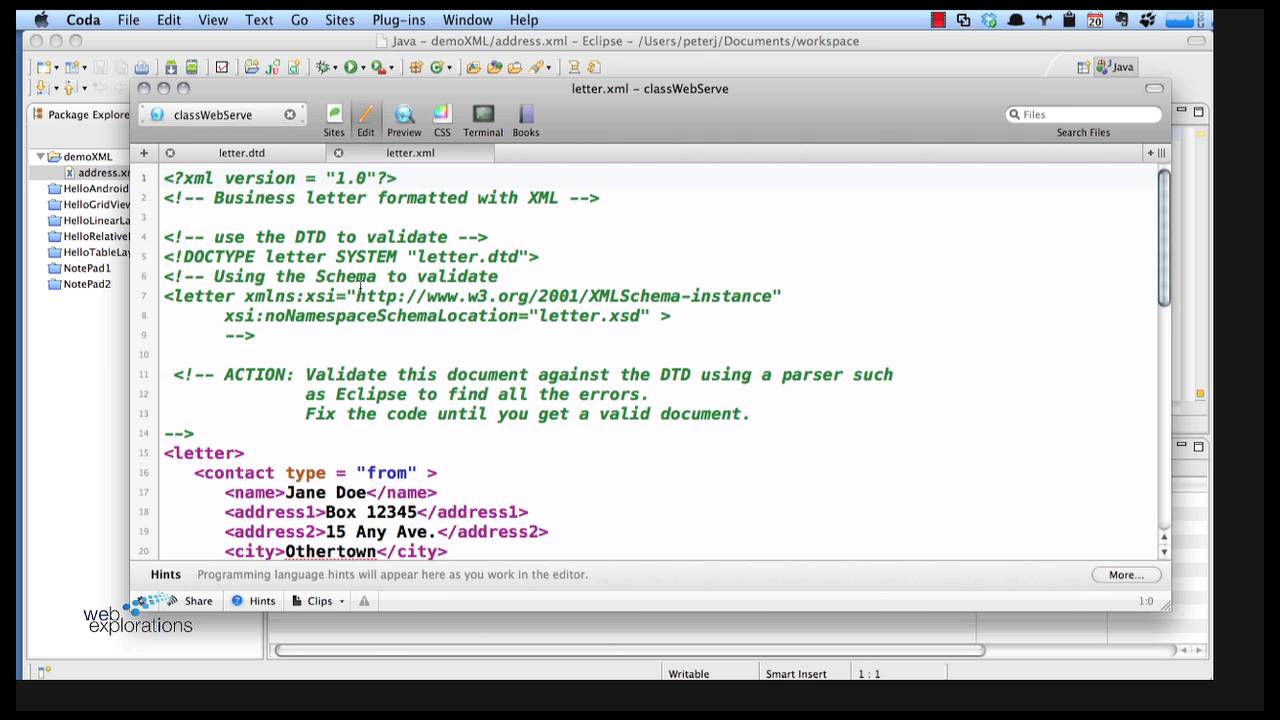 Coda File Edit View Text Go Sites Plug-ins Window Help
20
Java – demoXML/address.xml – Eclipse – /Users/peterj/Documents/workspace
Java
letter.xml – classWebServe
classWebServe
Files
Sites Edit Preview CSS Terminal Books
Search Files
Package Explore
demoXML
address.xm
HelloAndroid
HelloGridView
HelloLinearLa
HelloRelative
HelloTableLay
NotePad1
NotePad2
letter.dtd
letter.xml
1 <?xml version = "1.0"?>
2 <!-- Business letter formatted with XML -->
3
4 <!-- use the DTD to validate -->
5 <!DOCTYPE letter SYSTEM "letter.dtd">
6 <!-- Using the Schema to validate
7 <letter xmlns:xsi="http://www.w3.org/2001/XMLSchema-instance"
8 xsi:noNamespaceSchemaLocation="letter.xsd" >
9 -->
10
11 <!-- ACTION: Validate this document against the DTD using a parser such
12 as Eclipse to find all the errors.
13 Fix the code until you get a valid document.
14 -->
15 <letter>
16 <contact type = "from" >
17 <name>Jane Doe</name>
18 <address1>Box 12345</address1>
19 <address2>15 Any Ave.</address2>
20 <city>Othertown</city>
Hints Programming language hints will appear here as you work in the editor.
More...
Share Hints Clips
1:0
web
explorations
Writable Smart Insert 1 : 1